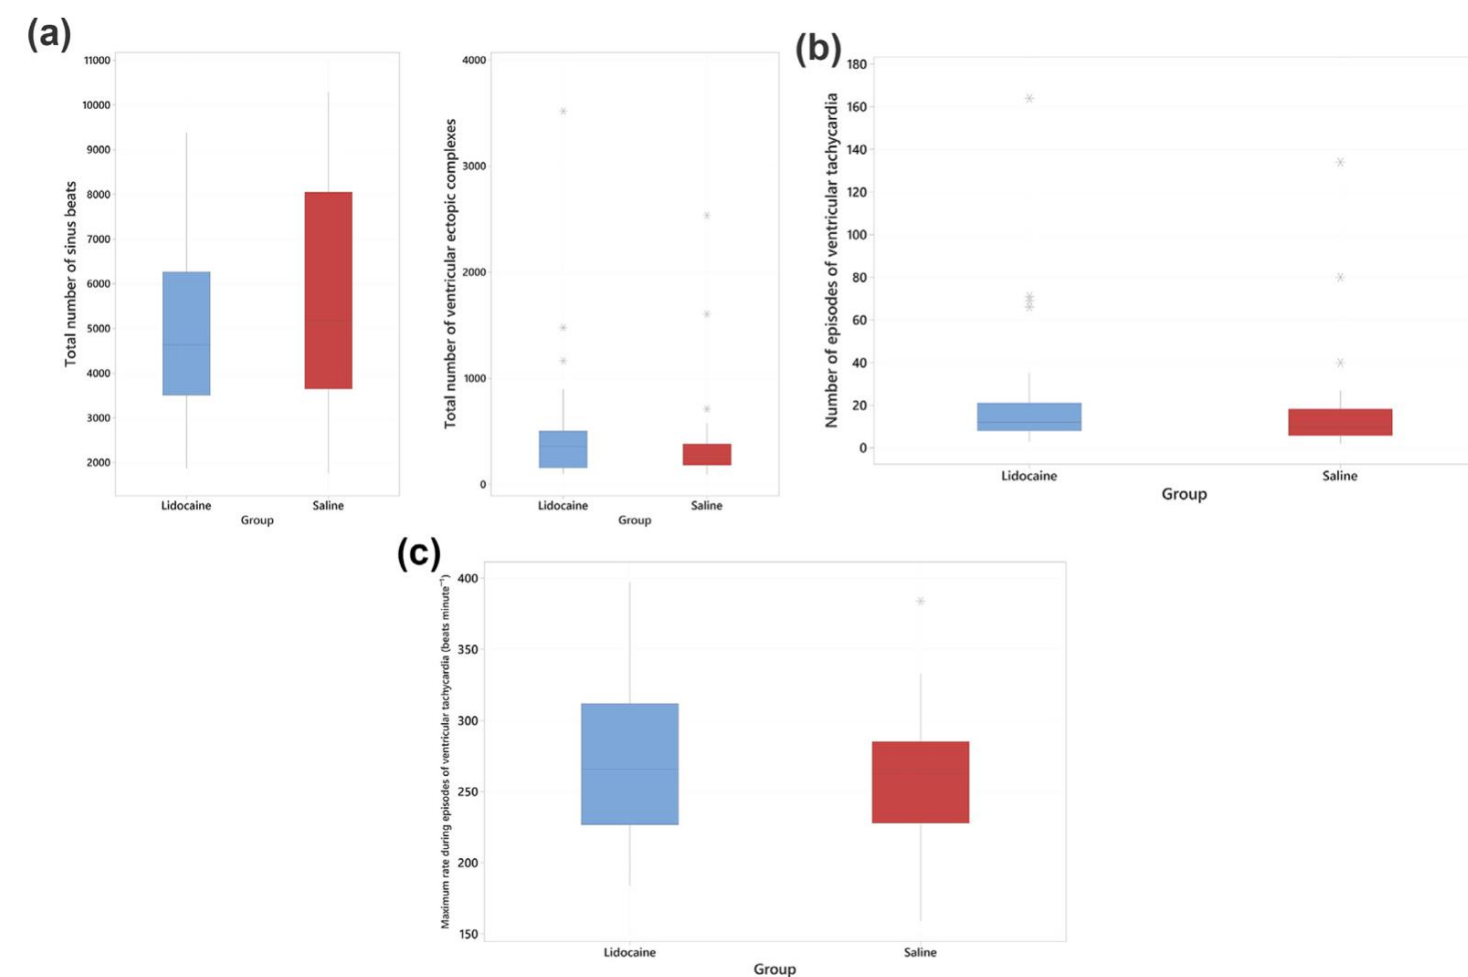 (a)
Total number of sinus beats
11000
10000
9000
8000
7000
6000
5000
4000
3000
2000
Lidocaine
Saline
Group
Total number of ventricular ectopic complexes
4000
3000
2000
1000
0
Lidocaine
Saline
Group
(b)
Number of episodes of ventricular tachycardia
180
160
140
120
100
80
60
40
20
0
Lidocaine
Saline
Group
(c)
Maximum rate during episodes of ventricular tachycardia (beats minute⁻¹)
400
350
300
250
200
150
Lidocaine
Saline
Group